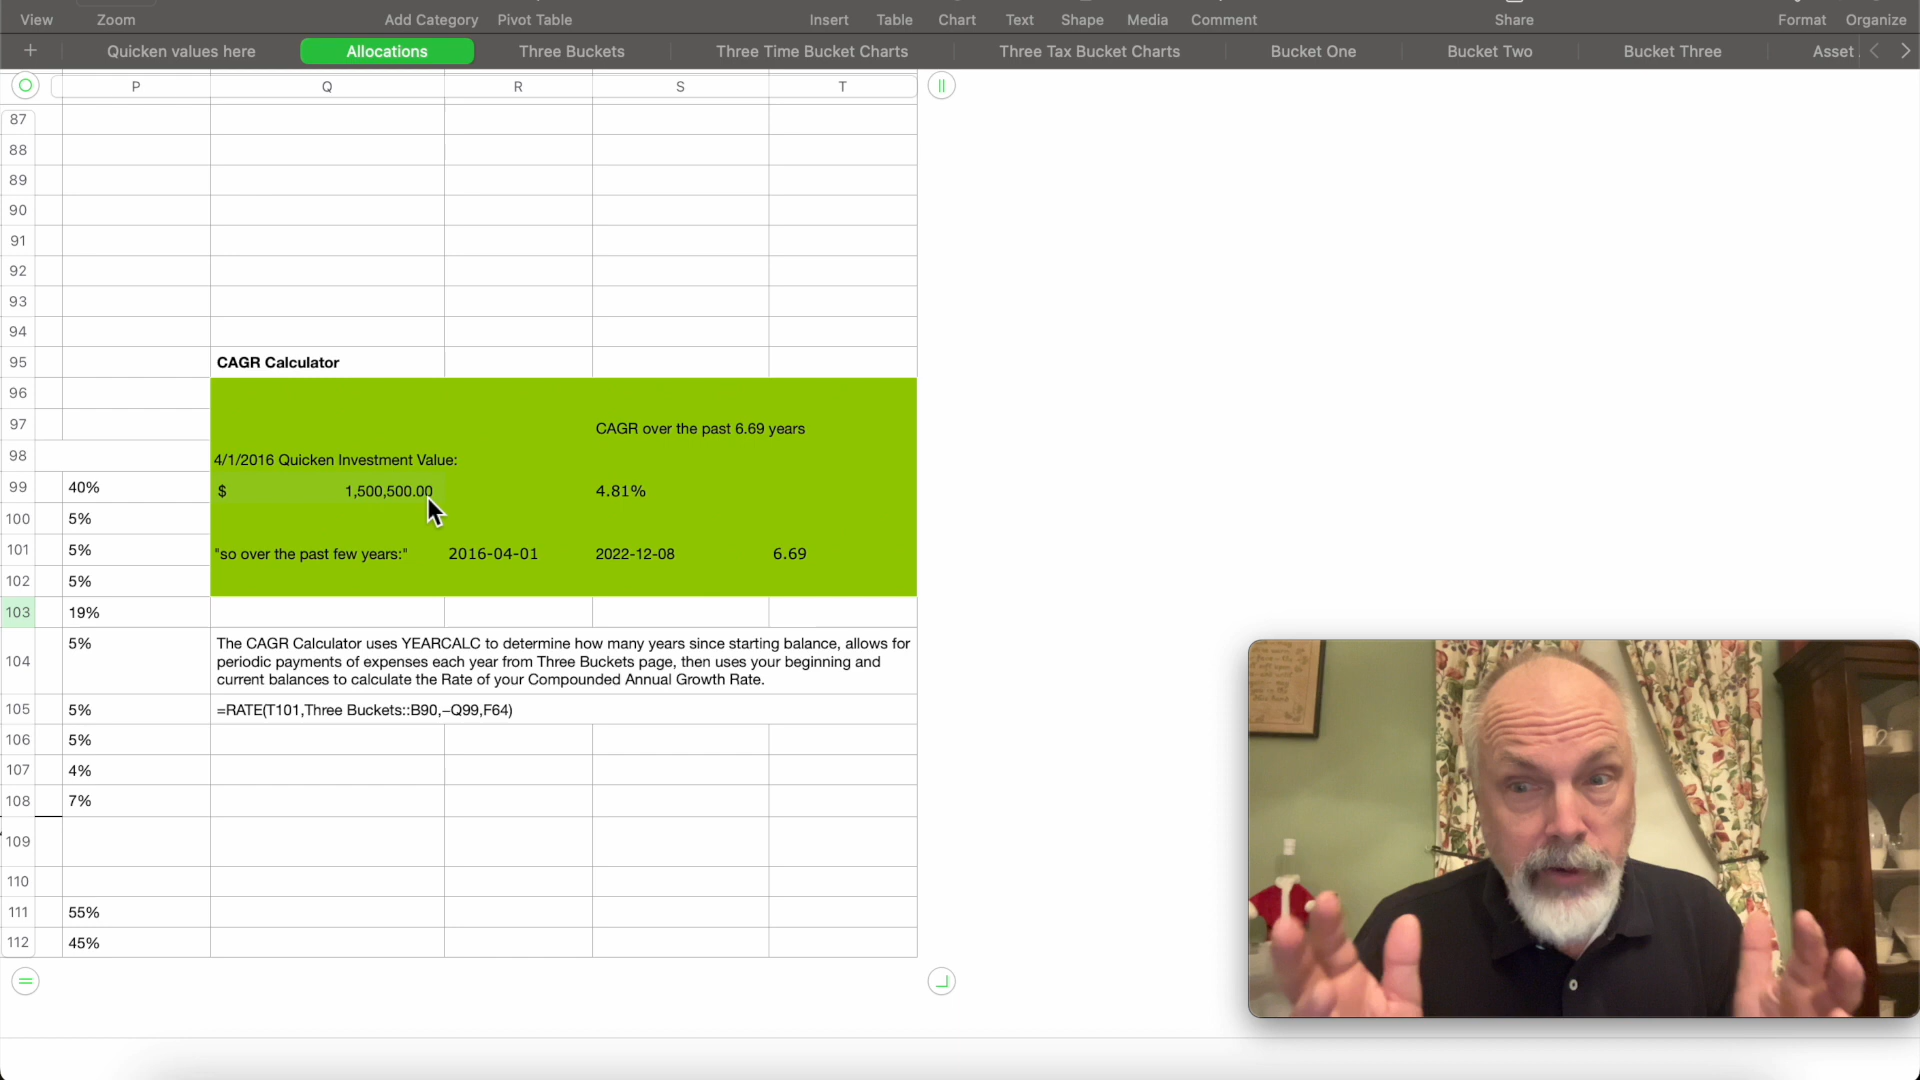 View Zoom Add Category Pivot Table Insert Table Chart Text Shape Media Comment Share Format Organize
+ Quicken values here Allocations Three Buckets Three Time Bucket Charts Three Tax Bucket Charts Bucket One Bucket Two Bucket Three Asset
P Q R S T
87
88
89
90
91
92
93
94
95 CAGR Calculator
96
97 CAGR over the past 6.69 years
98 4/1/2016 Quicken Investment Value:
99 40% $ 1,500,500.00 4.81%
100 5%
101 5% "so over the past few years:" 2016-04-01 2022-12-08 6.69
102 5%
103 19%
104 5% The CAGR Calculator uses YEARCALC to determine how many years since starting balance, allows for
periodic payments of expenses each year from Three Buckets page, then uses your beginning and
current balances to calculate the Rate of your Compounded Annual Growth Rate.
105 5% =RATE(T101,Three Buckets::B90,−Q99,F64)
106 5%
107 4%
108 7%
109
110
111 55%
112 45%